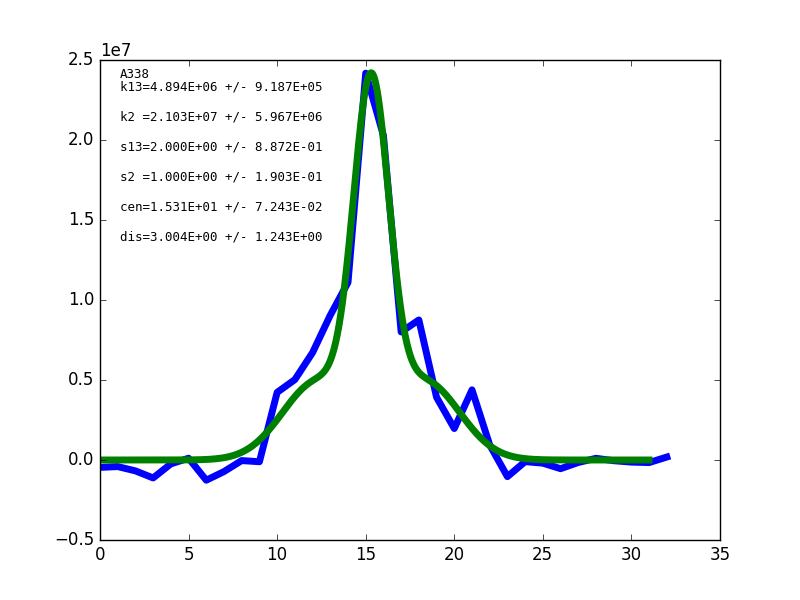 1e7
A338
k13=4.894E+06 +/- 9.187E+05
k2 =2.103E+07 +/- 5.967E+06
s13=2.000E+00 +/- 8.872E-01
s2 =1.000E+00 +/- 1.903E-01
cen=1.531E+01 +/- 7.243E-02
dis=3.004E+00 +/- 1.243E+00
2.5
2.0
1.5
1.0
0.5
0.0
−0.5
0 5 10 15 20 25 30 35